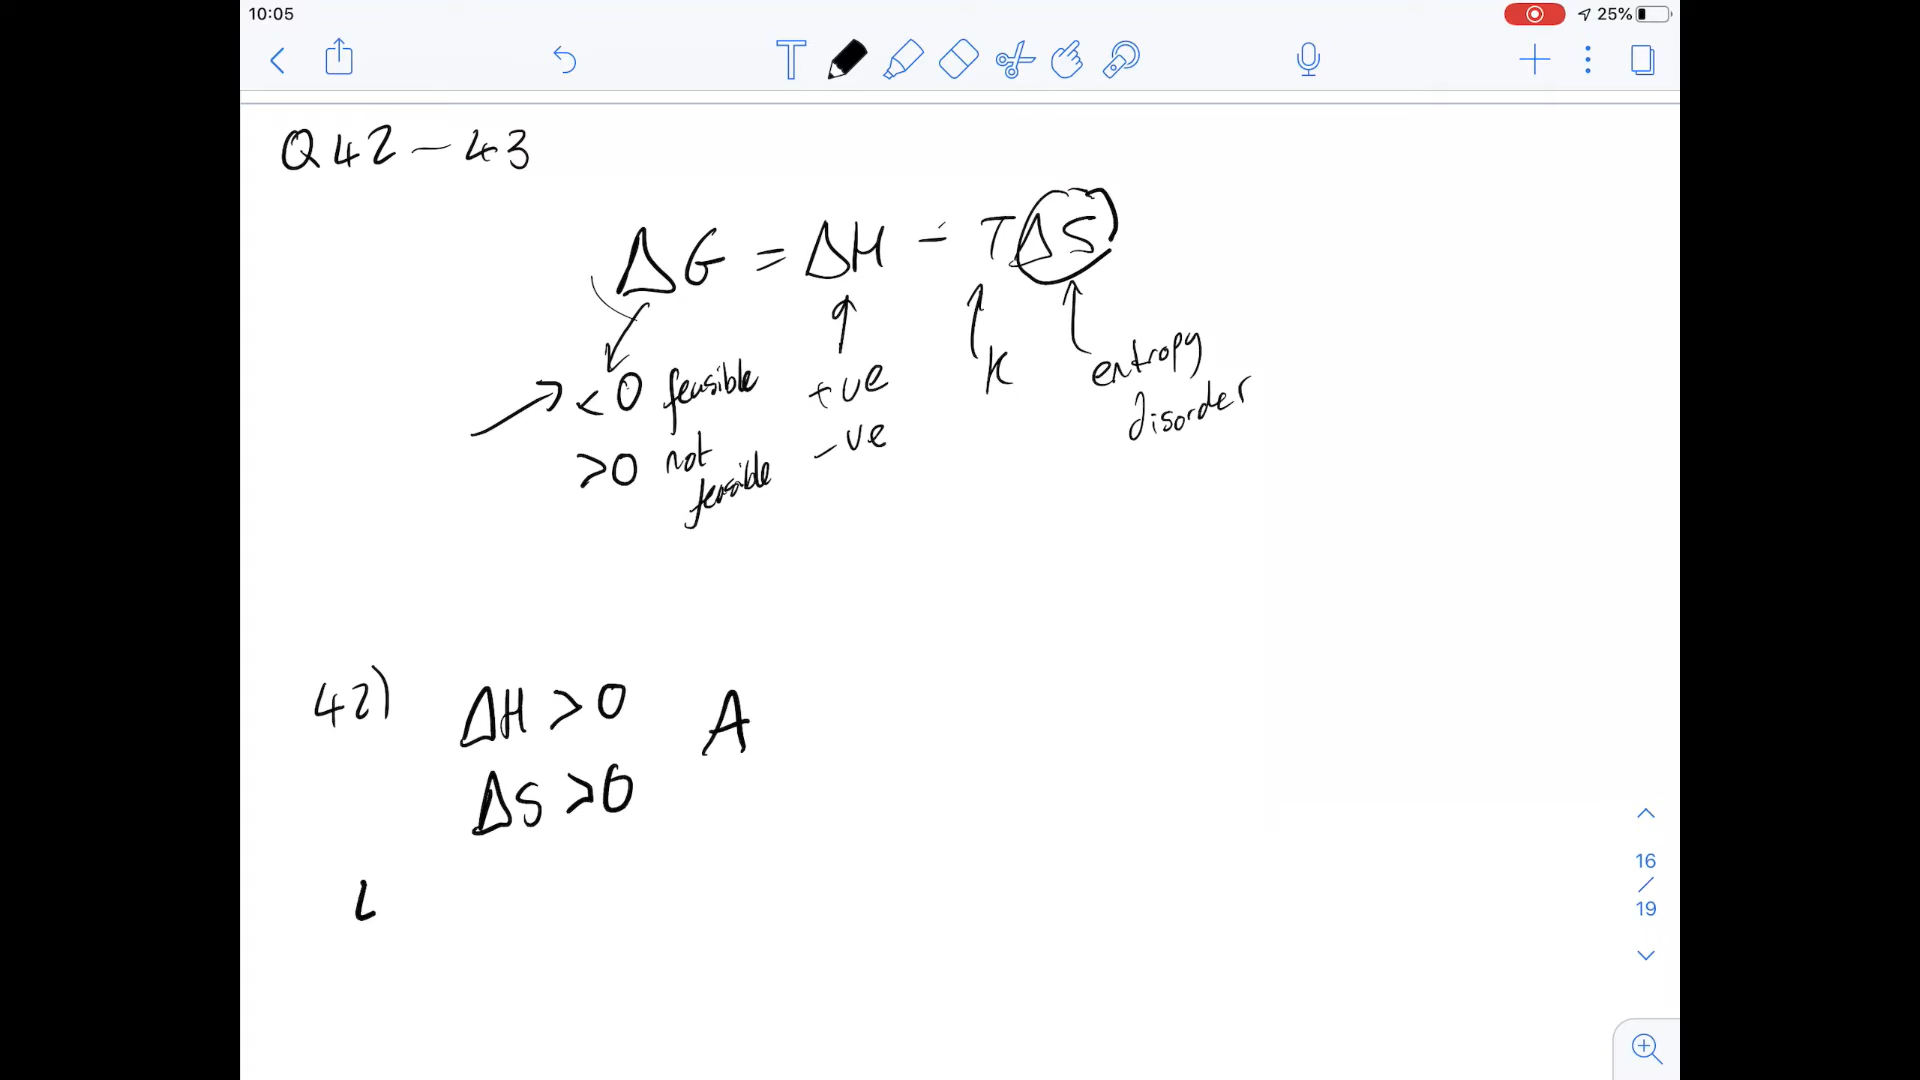 10:05
25%
T
Q42-43
ΔG = ΔH - TΔS
<0 feasible
+ve
K
entropy
disorder
>0 not
feasible
-ve
42) ΔH >0 A
ΔS >0
L
16
/
19